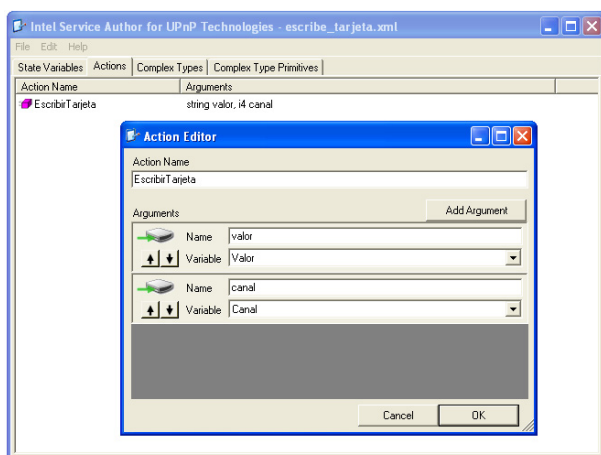 Intel Service Author for UPnP Technologies - escribe_tarjeta.xml
File Edit Help
State Variables Actions Complex Types Complex Type Primitives
Action Name Arguments
EscribirTarjeta string valor, i4 canal
Action Editor
Action Name
EscribirTarjeta
Arguments Add Argument
Name valor
Variable Valor
Name canal
Variable Canal
Cancel OK